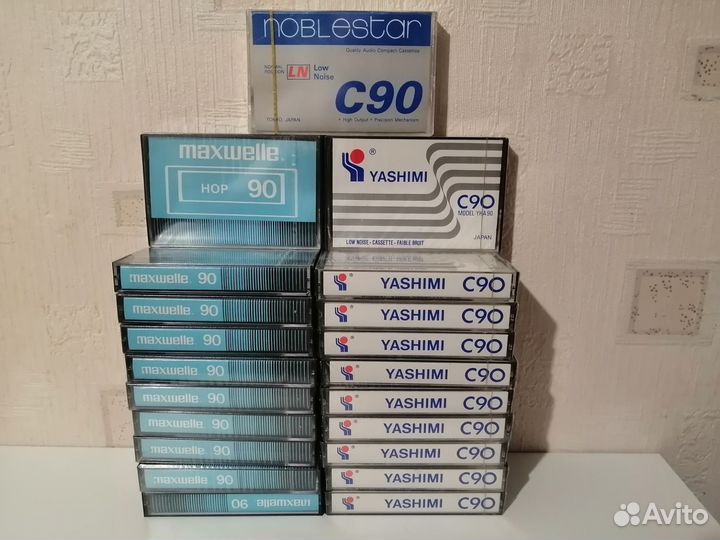 noblestar
Quality Audio Compact Cassettes
NORMAL POSITION
LN
Low Noise
C90
TOKYO, JAPAN
• High Output • Precision Mechanism
maxwelle
HOP 90
® YASHIMI
C90
MODEL YHA 90
LOW NOISE - CASSETTE - FAIBLE BRUIT
JAPAN
maxwelle 90
YASHIMI C90
maxwelle 90
YASHIMI C90
maxwelle 90
YASHIMI C90
maxwelle 90
YASHIMI C90
maxwelle 90
YASHIMI C90
maxwelle 90
YASHIMI C90
maxwelle 90
YASHIMI C90
maxwelle 90
YASHIMI C90
maxwelle 90
YASHIMI C90
Avito